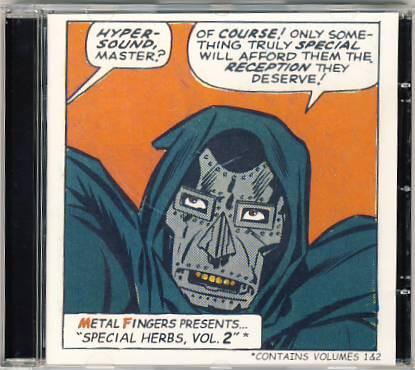 HYPER-
SOUND,
MASTER?
OF COURSE! ONLY SOME-
THING TRULY SPECIAL
WILL AFFORD THEM THE
RECEPTION THEY
DESERVE!
METAL FINGERS PRESENTS...
"SPECIAL HERBS, VOL. 2" *
*CONTAINS VOLUMES 1&2